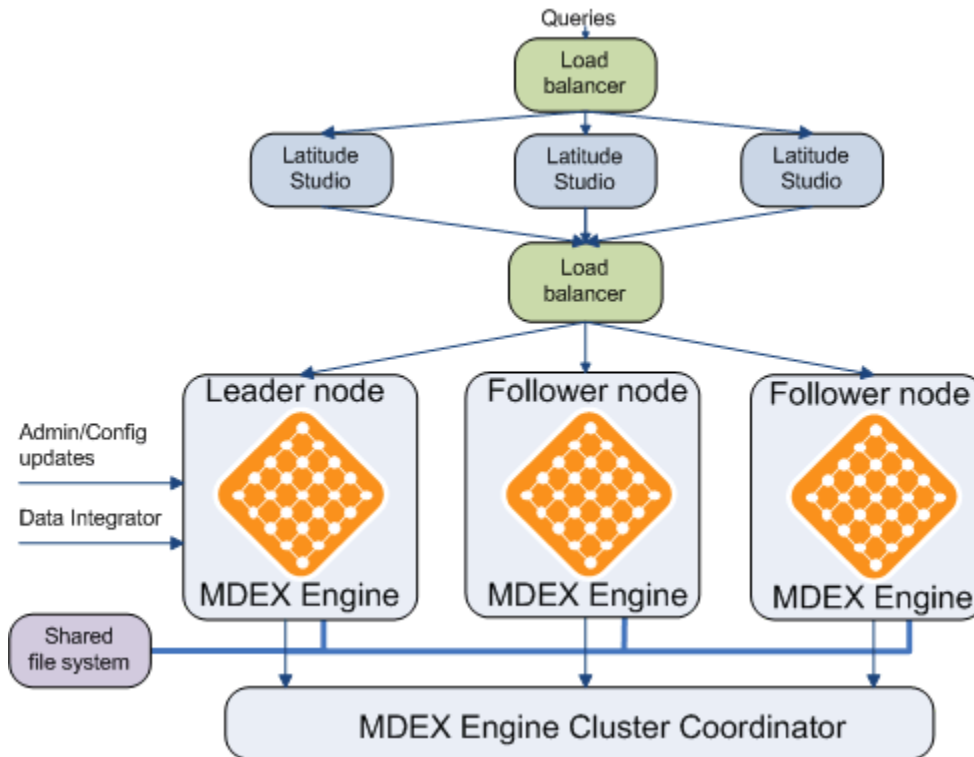 Queries
Load
balancer
Latitude
Studio
Latitude
Studio
Latitude
Studio
Load
balancer
Leader node
Follower node
Follower node
Admin/Config
updates
Data Integrator
MDEX Engine
MDEX Engine
MDEX Engine
Shared
file system
MDEX Engine Cluster Coordinator